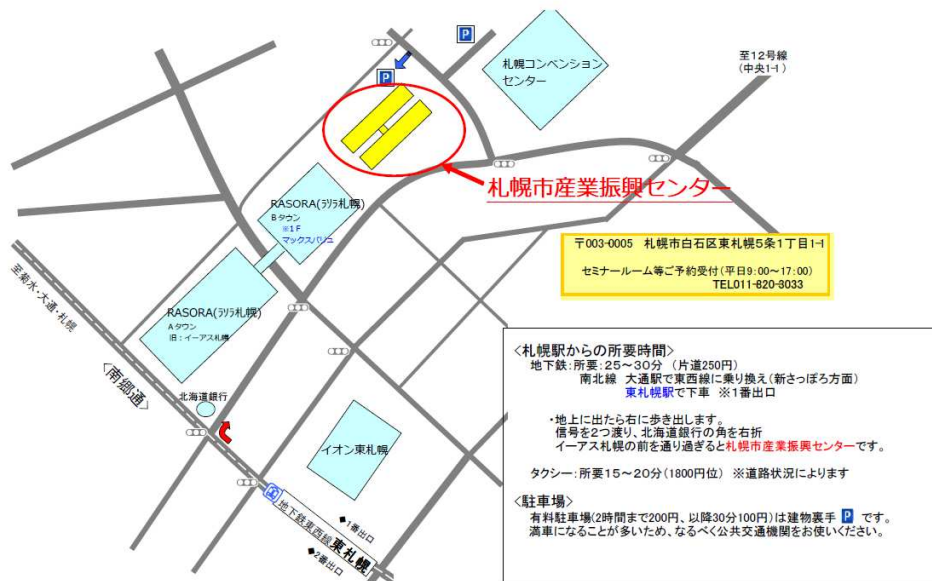 札幌コンベンション
センター
至12号線
(中央1-1)
P
P
札幌市産業振興センター
RASORA(ラソラ札幌)
Bタウン
※1F
マックスバリュ
〒003-0005 札幌市白石区東札幌5条1丁目1-1
セミナールーム等ご予約受付(平日9:00～17:00)
TEL011-820-3033
至菊水・大通・札幌
RASORA(ラソラ札幌)
Aタウン
旧:イーアス札幌
南郷通
北海道銀行
イオン東札幌
地下鉄東西線東札幌
◆1番出口
◆2番出口
<札幌駅からの所要時間>
地下鉄:所要:25～30分 (片道250円)
南北線 大通駅で東西線に乗り換え(新さっぽろ方面)
東札幌駅で下車 ※1番出口
・地上に出たら右に歩き出します。
信号を2つ渡り、北海道銀行の角を右折
イーアス札幌の前を通り過ぎると札幌市産業振興センターです。
タクシー:所要15～20分(1800円位) ※道路状況によります
<駐車場>
有料駐車場(2時間まで200円、以降30分100円)は建物裏手 P です。
満車になることが多いため、なるべく公共交通機関をお使いください。